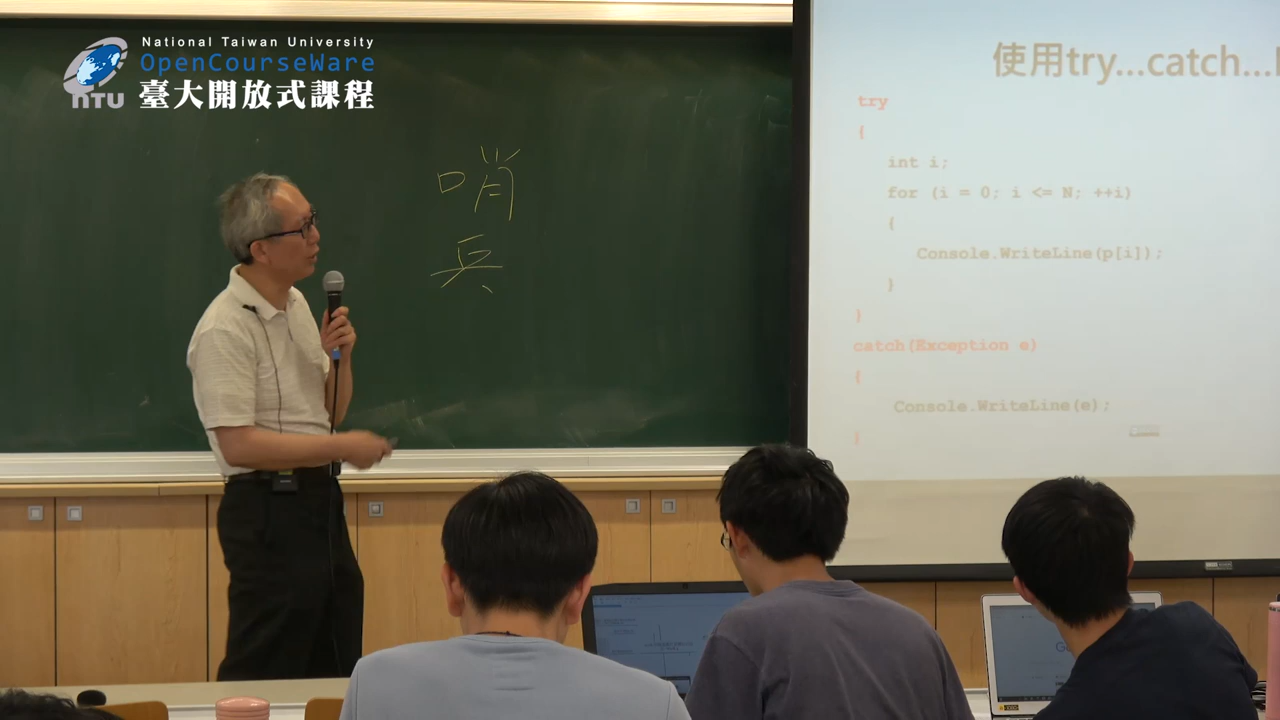 National Taiwan University
OpenCourseWare
NTU 臺大開放式課程
哨
兵
使用try...catch...
try
{
int i;
for (i = 0; i <= N; ++i)
{
Console.WriteLine(p[i]);
}
}
catch(Exception e)
{
Console.WriteLine(e);
}